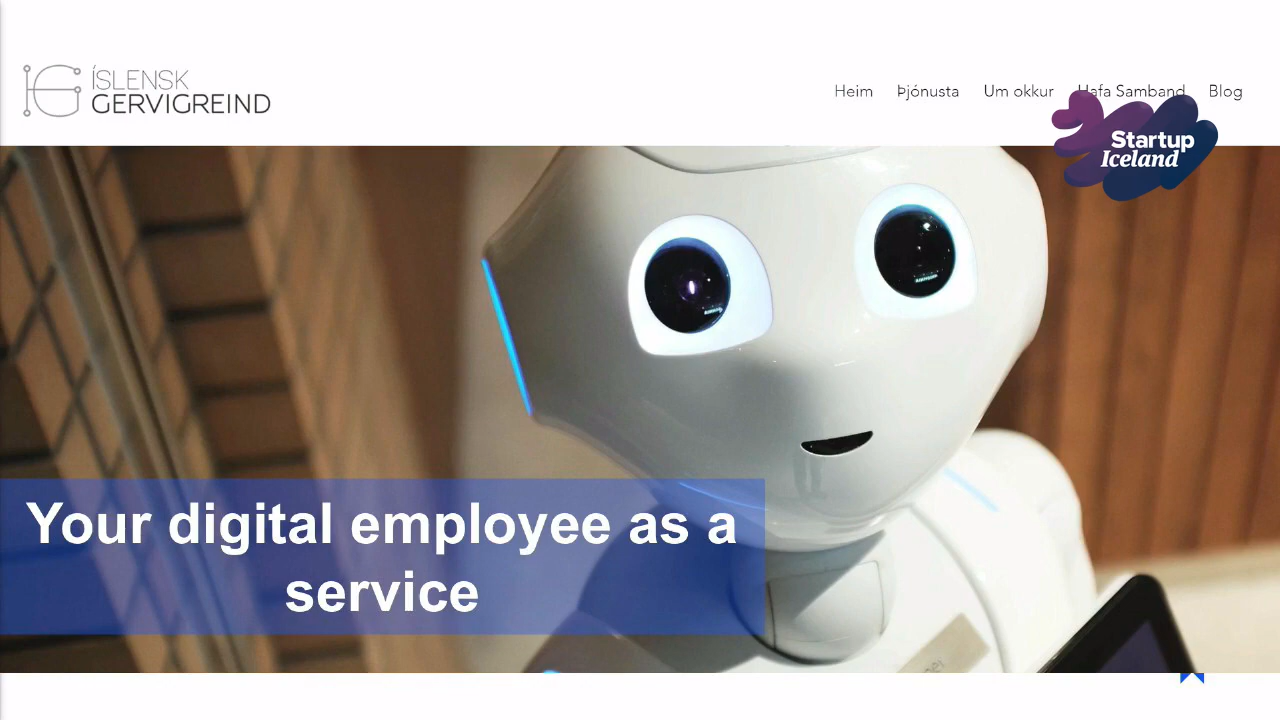 ÍSLENSK
GERVIGREIND
Heim Þjónusta Um okkur Hafa Samband Blog
Startup
Iceland
Your digital employee as a
service